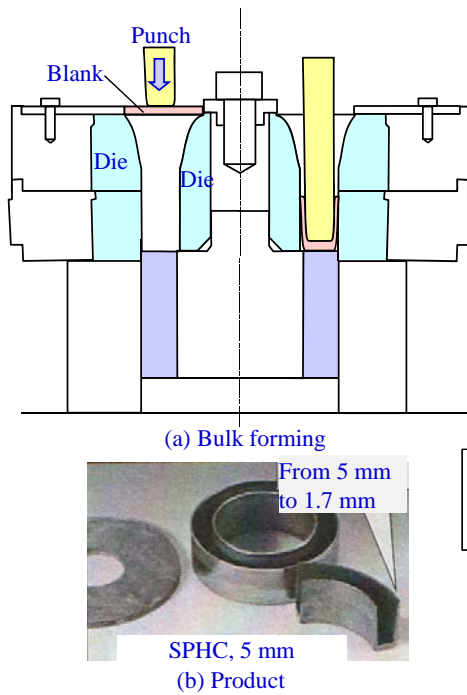 Punch
Blank
Die
Die
(a) Bulk forming
From 5 mm
to 1.7 mm
SPHC, 5 mm
(b) Product